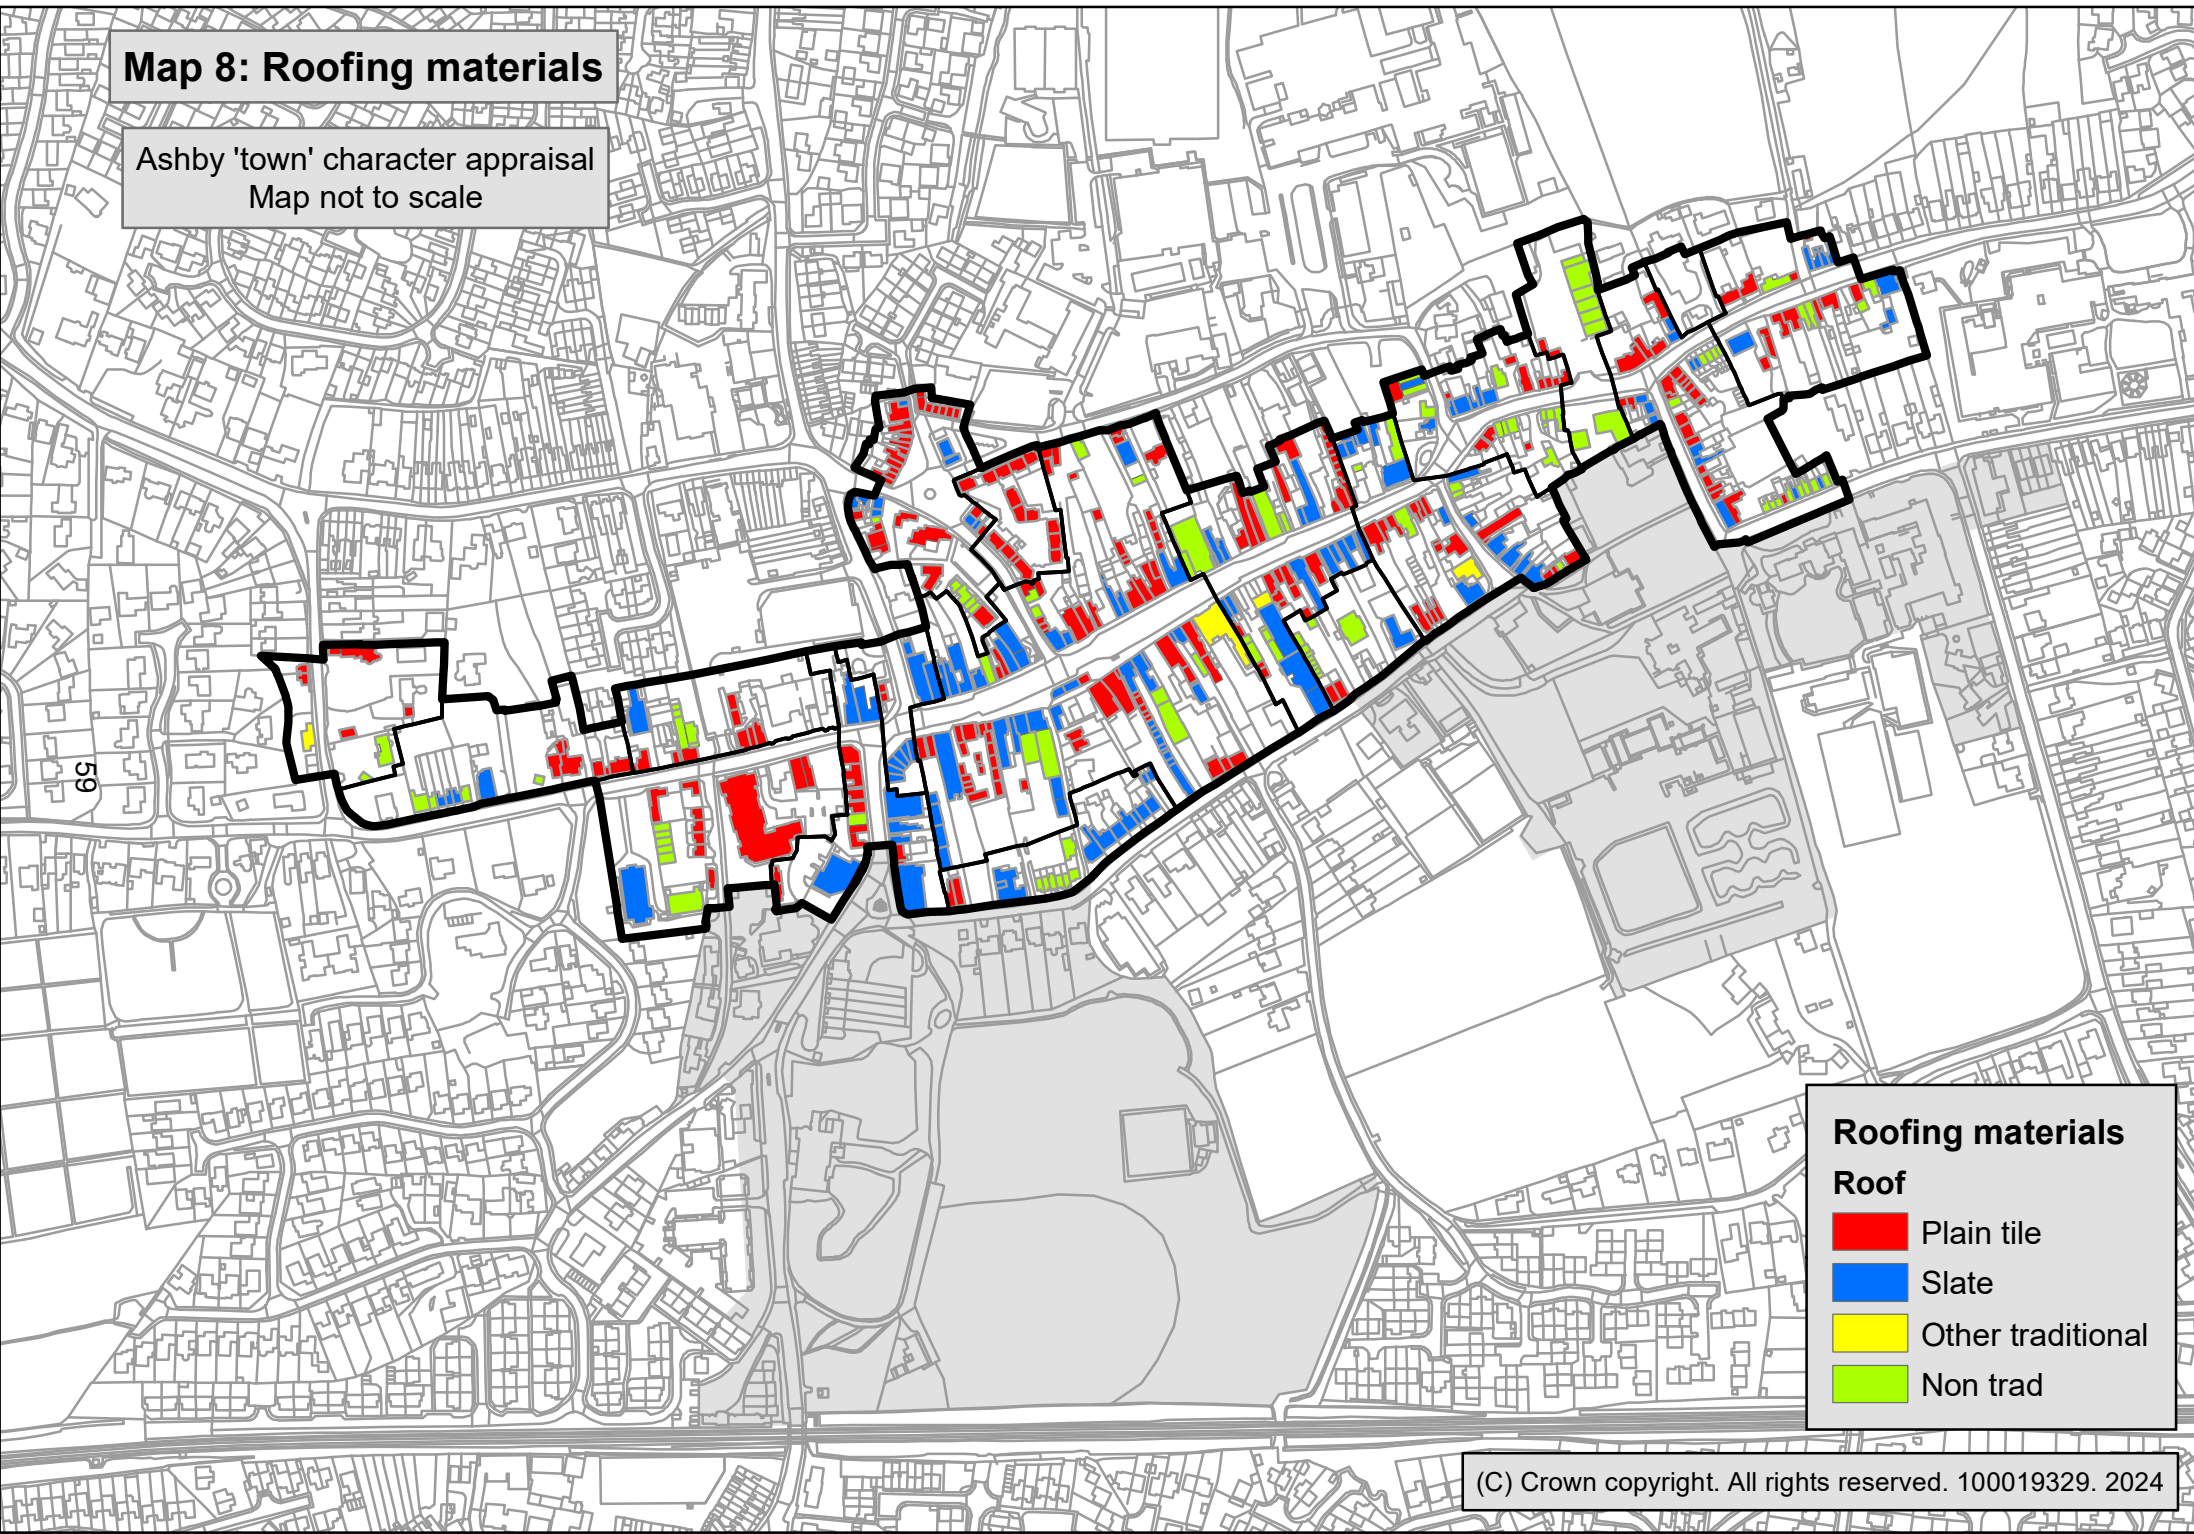 Map 8: Roofing materials
Ashby 'town' character appraisal
Map not to scale
59
Roofing materials
Roof
Plain tile
Slate
Other traditional
Non trad
(C) Crown copyright. All rights reserved. 100019329. 2024